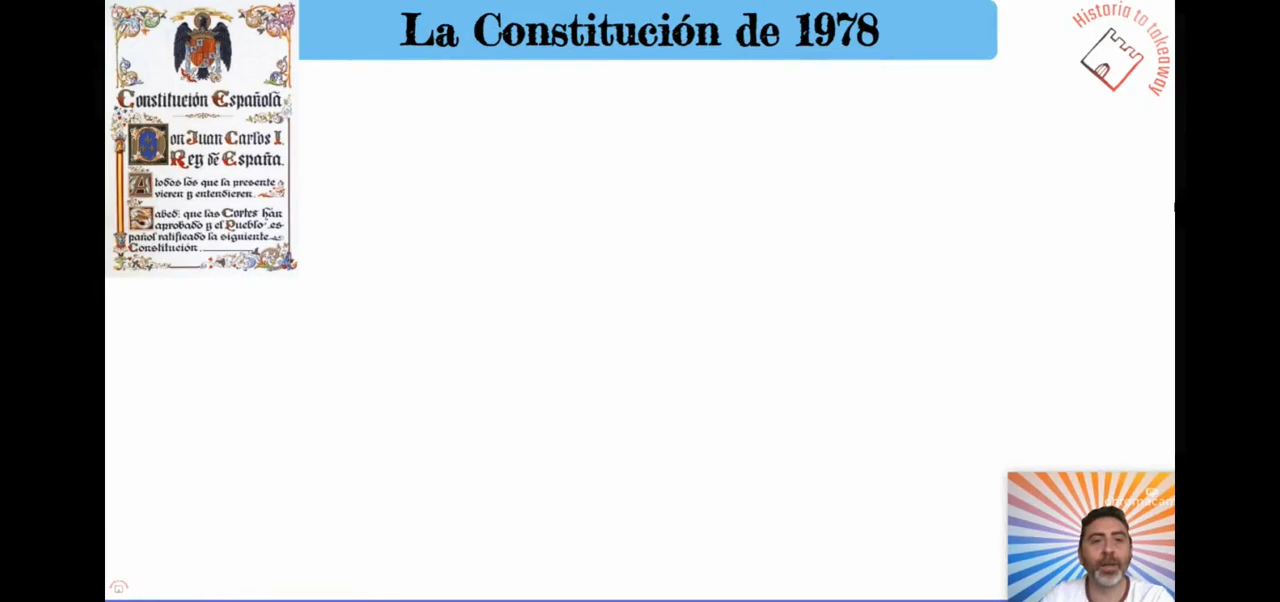 La Constitución de 1978
Historia to takeaway
Constitución Española
Don Juan Carlos I,
Rey de España.
A todos los que la presente
vieren y entendieren.
Sabed: que las Cortes han
aprobado y el Pueblo es-
pañol ratificado la siguiente
Constitución.